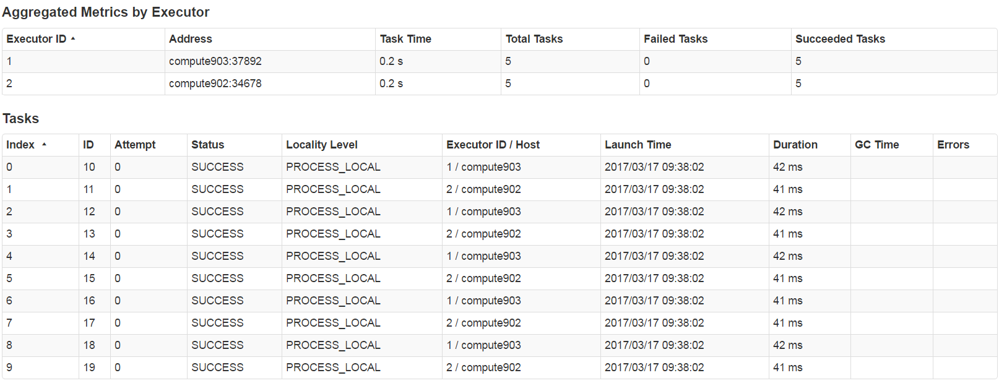 Aggregated Metrics by Executor
Executor ID ▲ Address Task Time Total Tasks Failed Tasks Succeeded Tasks
1 compute903:37892 0.2 s 5 0 5
2 compute902:34678 0.2 s 5 0 5
Tasks
Index ▲ ID Attempt Status Locality Level Executor ID / Host Launch Time Duration GC Time Errors
0 10 0 SUCCESS PROCESS_LOCAL 1 / compute903 2017/03/17 09:38:02 42 ms
1 11 0 SUCCESS PROCESS_LOCAL 2 / compute902 2017/03/17 09:38:02 41 ms
2 12 0 SUCCESS PROCESS_LOCAL 1 / compute903 2017/03/17 09:38:02 42 ms
3 13 0 SUCCESS PROCESS_LOCAL 2 / compute902 2017/03/17 09:38:02 41 ms
4 14 0 SUCCESS PROCESS_LOCAL 1 / compute903 2017/03/17 09:38:02 42 ms
5 15 0 SUCCESS PROCESS_LOCAL 2 / compute902 2017/03/17 09:38:02 41 ms
6 16 0 SUCCESS PROCESS_LOCAL 1 / compute903 2017/03/17 09:38:02 41 ms
7 17 0 SUCCESS PROCESS_LOCAL 2 / compute902 2017/03/17 09:38:02 41 ms
8 18 0 SUCCESS PROCESS_LOCAL 1 / compute903 2017/03/17 09:38:02 42 ms
9 19 0 SUCCESS PROCESS_LOCAL 2 / compute902 2017/03/17 09:38:02 41 ms